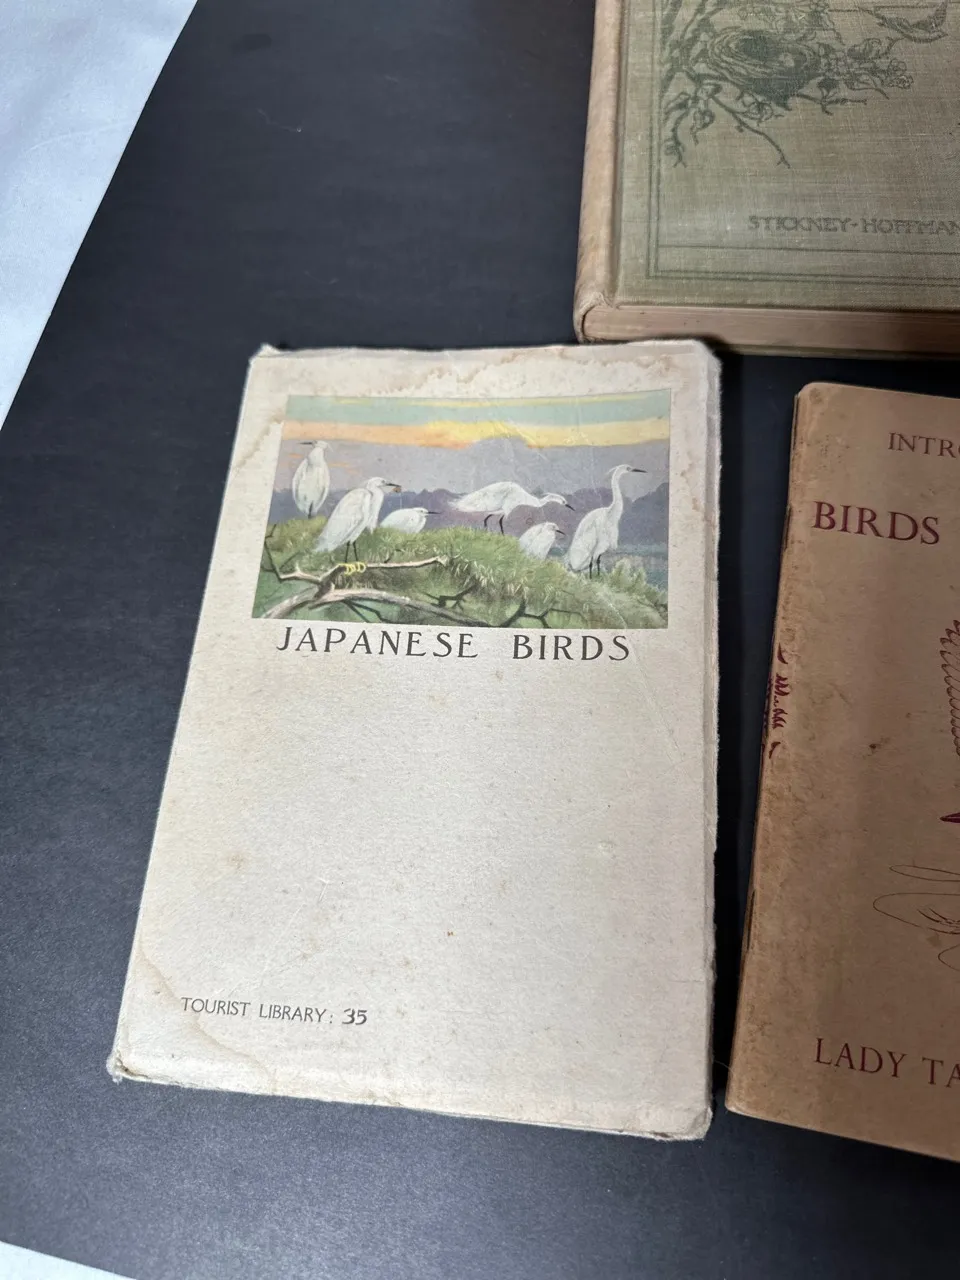 STICKNEY-HOFFMAN
JAPANESE BIRDS
TOURIST LIBRARY: 35
INTRO
BIRDS
LADY TA